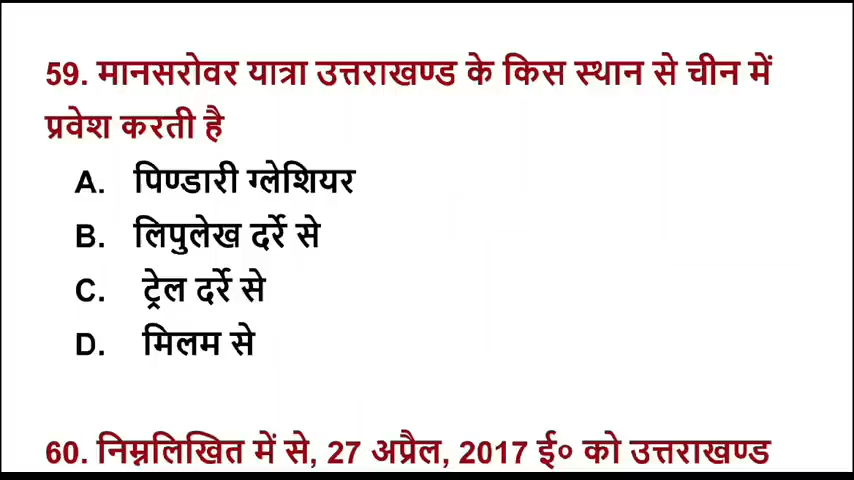 59. मानसरोवर यात्रा उत्तराखण्ड के किस स्थान से चीन में
प्रवेश करती है
A. पिण्डारी ग्लेशियर
B. लिपुलेख दर्रे से
C. ट्रेल दर्रे से
D. मिलम से
60. निम्नलिखित में से, 27 अप्रैल, 2017 ई० को उत्तराखण्ड